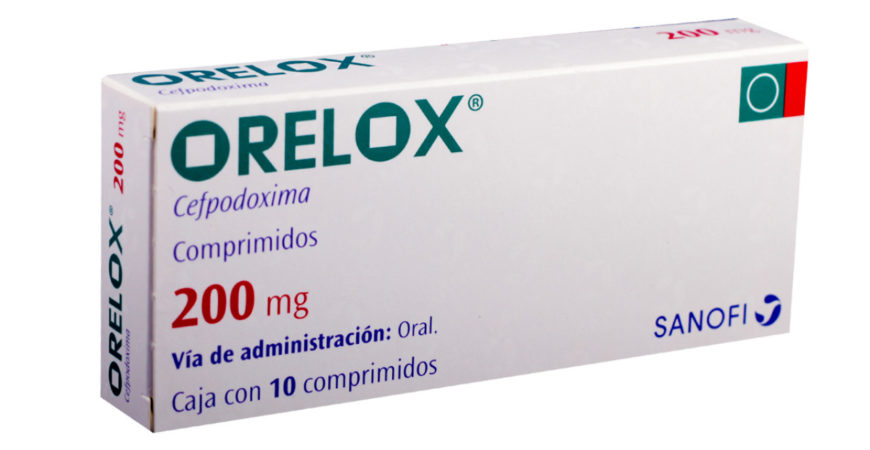 ORELOX®
Cefpodoxima
200 mg
ORELOX®
Cefpodoxima
200 mg
ORELOX®
Cefpodoxima
Comprimidos
200 mg
Vía de administración: Oral.
Caja con 10 comprimidos
SANOFI